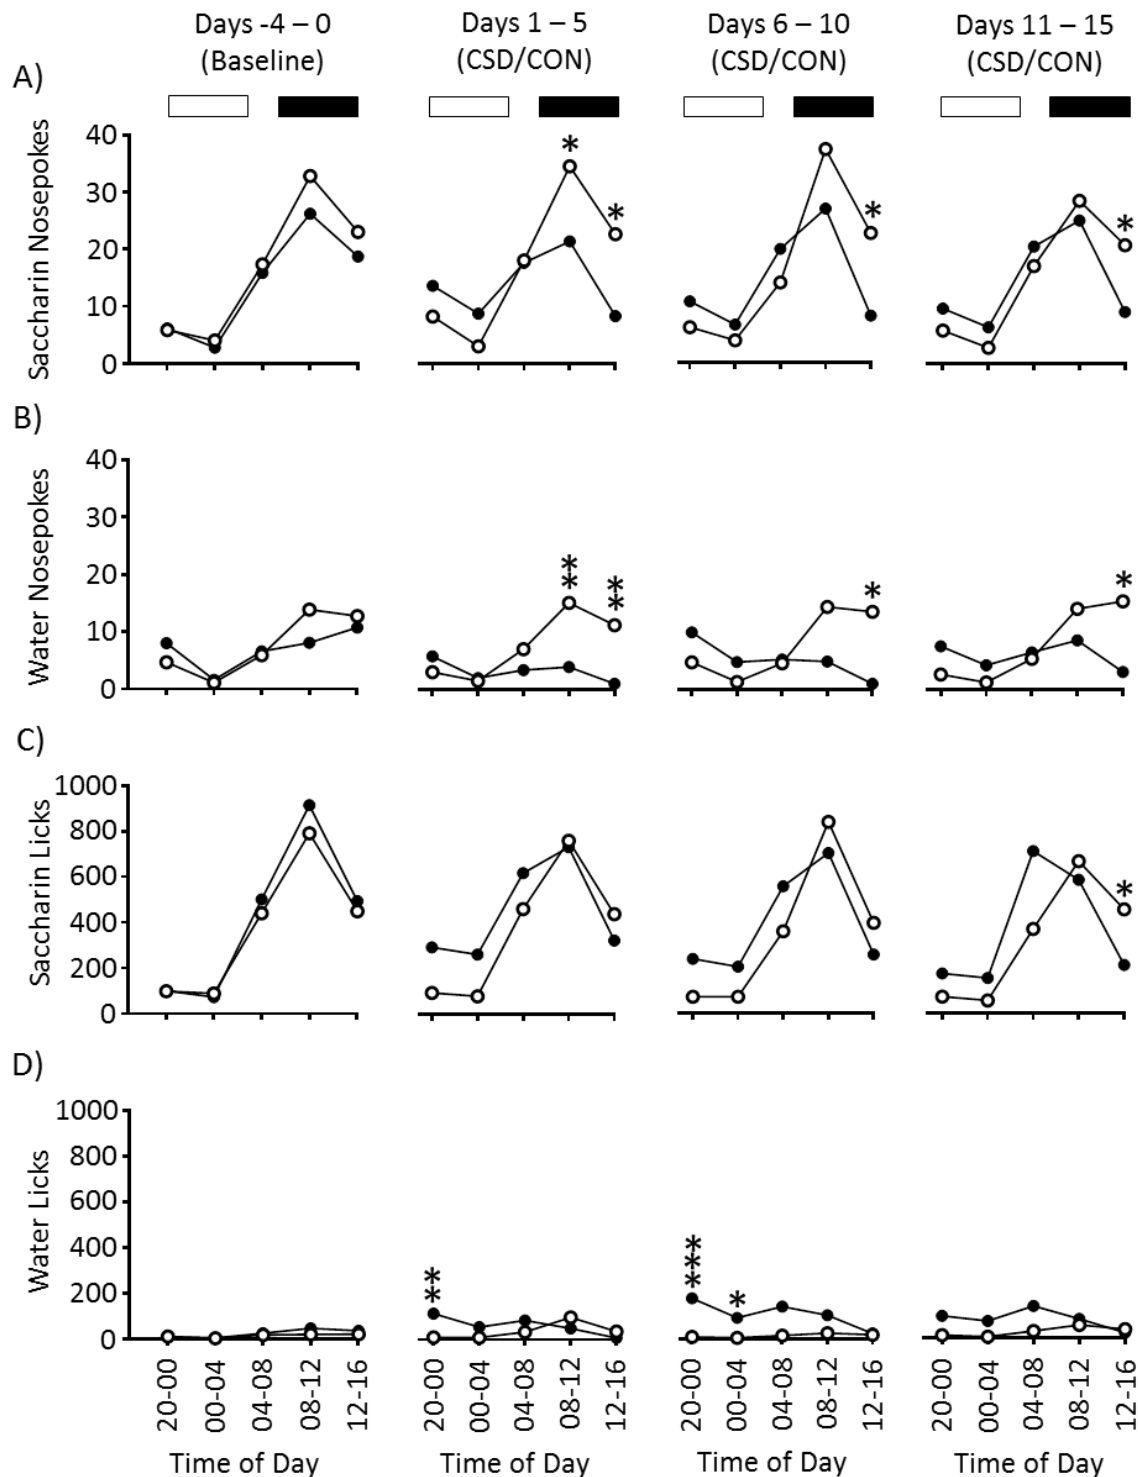 Days -4 – 0
(Baseline)
Days 1 – 5
(CSD/CON)
Days 6 – 10
(CSD/CON)
Days 11 – 15
(CSD/CON)
A)
Saccharin Nosepokes
40
30
20
10
0
*
*
*
*
B)
Water Nosepokes
40
30
20
10
0
**
**
*
*
C)
Saccharin Licks
1000
800
600
400
200
0
*
D)
Water Licks
1000
800
600
400
200
0
**
***
*
20-00
00-04
04-08
08-12
12-16
20-00
00-04
04-08
08-12
12-16
20-00
00-04
04-08
08-12
12-16
20-00
00-04
04-08
08-12
12-16
Time of Day
Time of Day
Time of Day
Time of Day